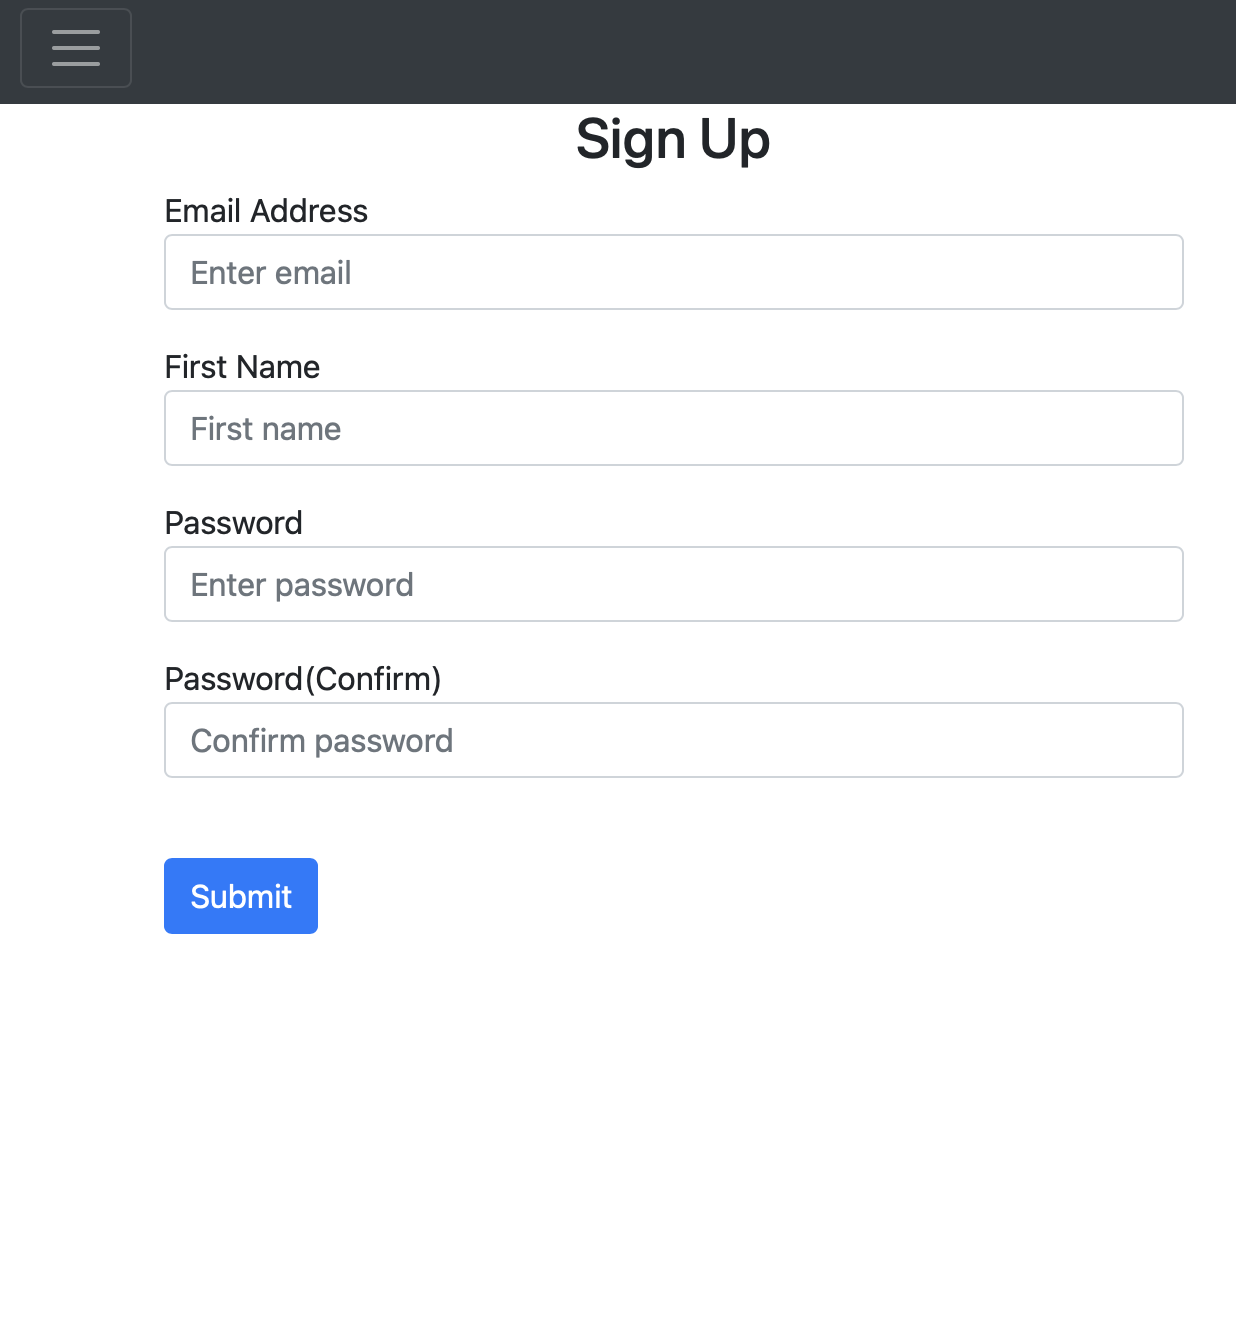 Sign Up
Email Address
Enter email
First Name
First name
Password
Enter password
Password(Confirm)
Confirm password
Submit